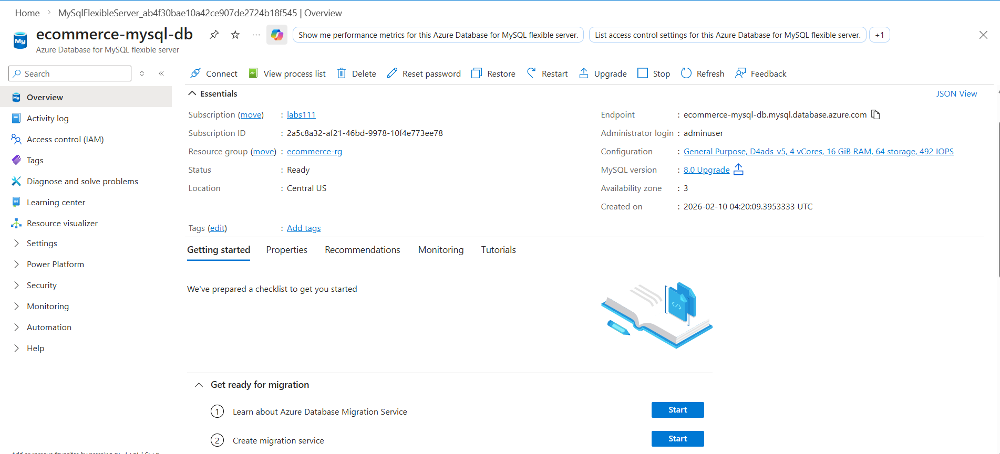 Home > MySqlFlexibleServer_ab4f30bae10a42ce907de2724b18f545 | Overview
My
ecommerce-mysql-db
Azure Database for MySQL flexible server
Show me performance metrics for this Azure Database for MySQL flexible server.
List access control settings for this Azure Database for MySQL flexible server.
+1
Search
Overview
Activity log
Access control (IAM)
Tags
Diagnose and solve problems
Learning center
Resource visualizer
Settings
Power Platform
Security
Monitoring
Automation
Help
Connect View process list Delete Reset password Restore Restart Upgrade Stop Refresh Feedback
Essentials
JSON View
Subscription (move) : labs111
Subscription ID : 2a5c8a32-af21-46bd-9978-10f4e773ee78
Resource group (move) : ecommerce-rg
Status : Ready
Location : Central US
Endpoint : ecommerce-mysql-db.mysql.database.azure.com
Administrator login : adminuser
Configuration : General Purpose, D4ads_v5, 4 vCores, 16 GiB RAM, 64 storage, 492 IOPS
MySQL version : 8.0 Upgrade
Availability zone : 3
Created on : 2026-02-10 04:20:09.3953333 UTC
Tags (edit) : Add tags
Getting started Properties Recommendations Monitoring Tutorials
We've prepared a checklist to get you started
Get ready for migration
1 Learn about Azure Database Migration Service Start
2 Create migration service Start